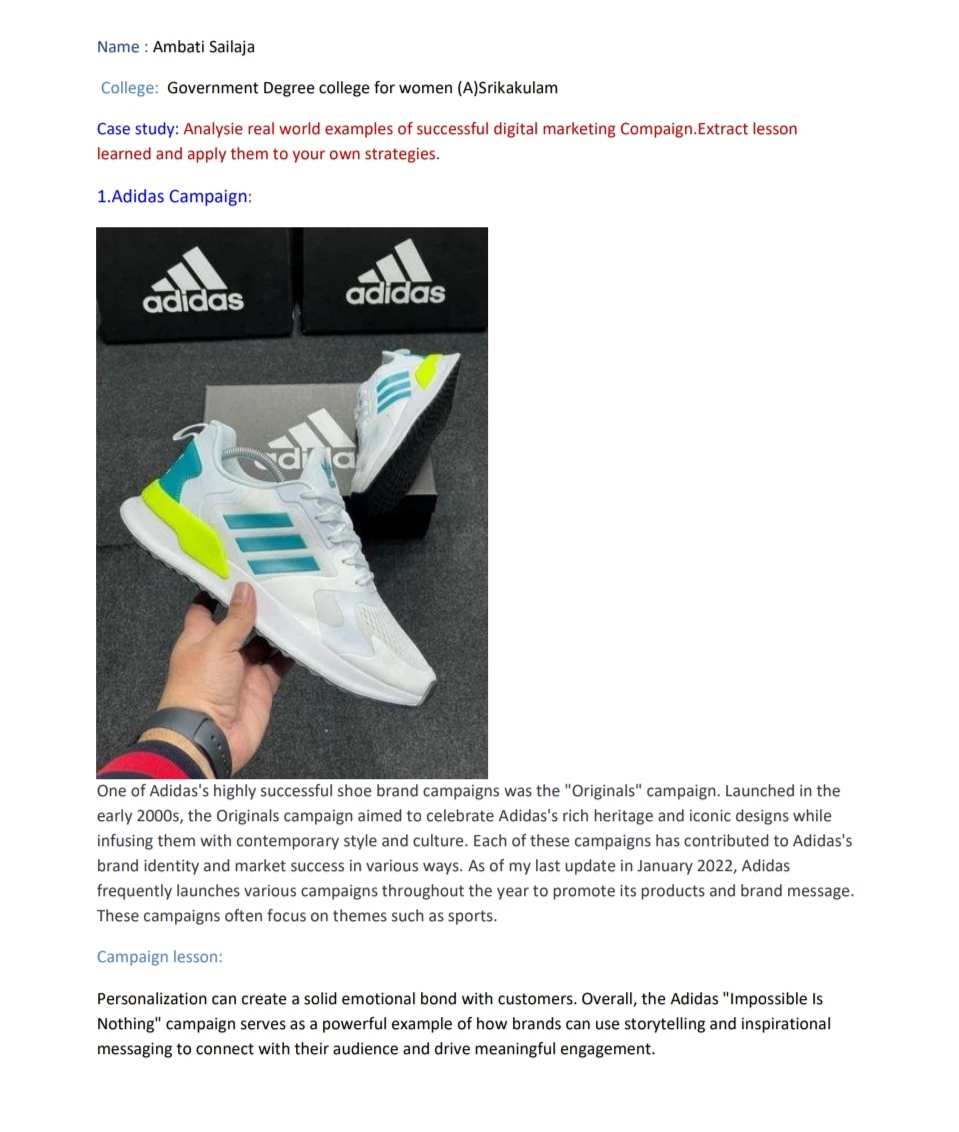 Name : Ambati Sailaja
College: Government Degree college for women (A)Srikakulam
Case study: Analysie real world examples of successful digital marketing Compaign.Extract lesson
learned and apply them to your own strategies.
1.Adidas Campaign:
adidas
adidas
adidas
One of Adidas's highly successful shoe brand campaigns was the "Originals" campaign. Launched in the
early 2000s, the Originals campaign aimed to celebrate Adidas's rich heritage and iconic designs while
infusing them with contemporary style and culture. Each of these campaigns has contributed to Adidas's
brand identity and market success in various ways. As of my last update in January 2022, Adidas
frequently launches various campaigns throughout the year to promote its products and brand message.
These campaigns often focus on themes such as sports.
Campaign lesson:
Personalization can create a solid emotional bond with customers. Overall, the Adidas "Impossible Is
Nothing" campaign serves as a powerful example of how brands can use storytelling and inspirational
messaging to connect with their audience and drive meaningful engagement.